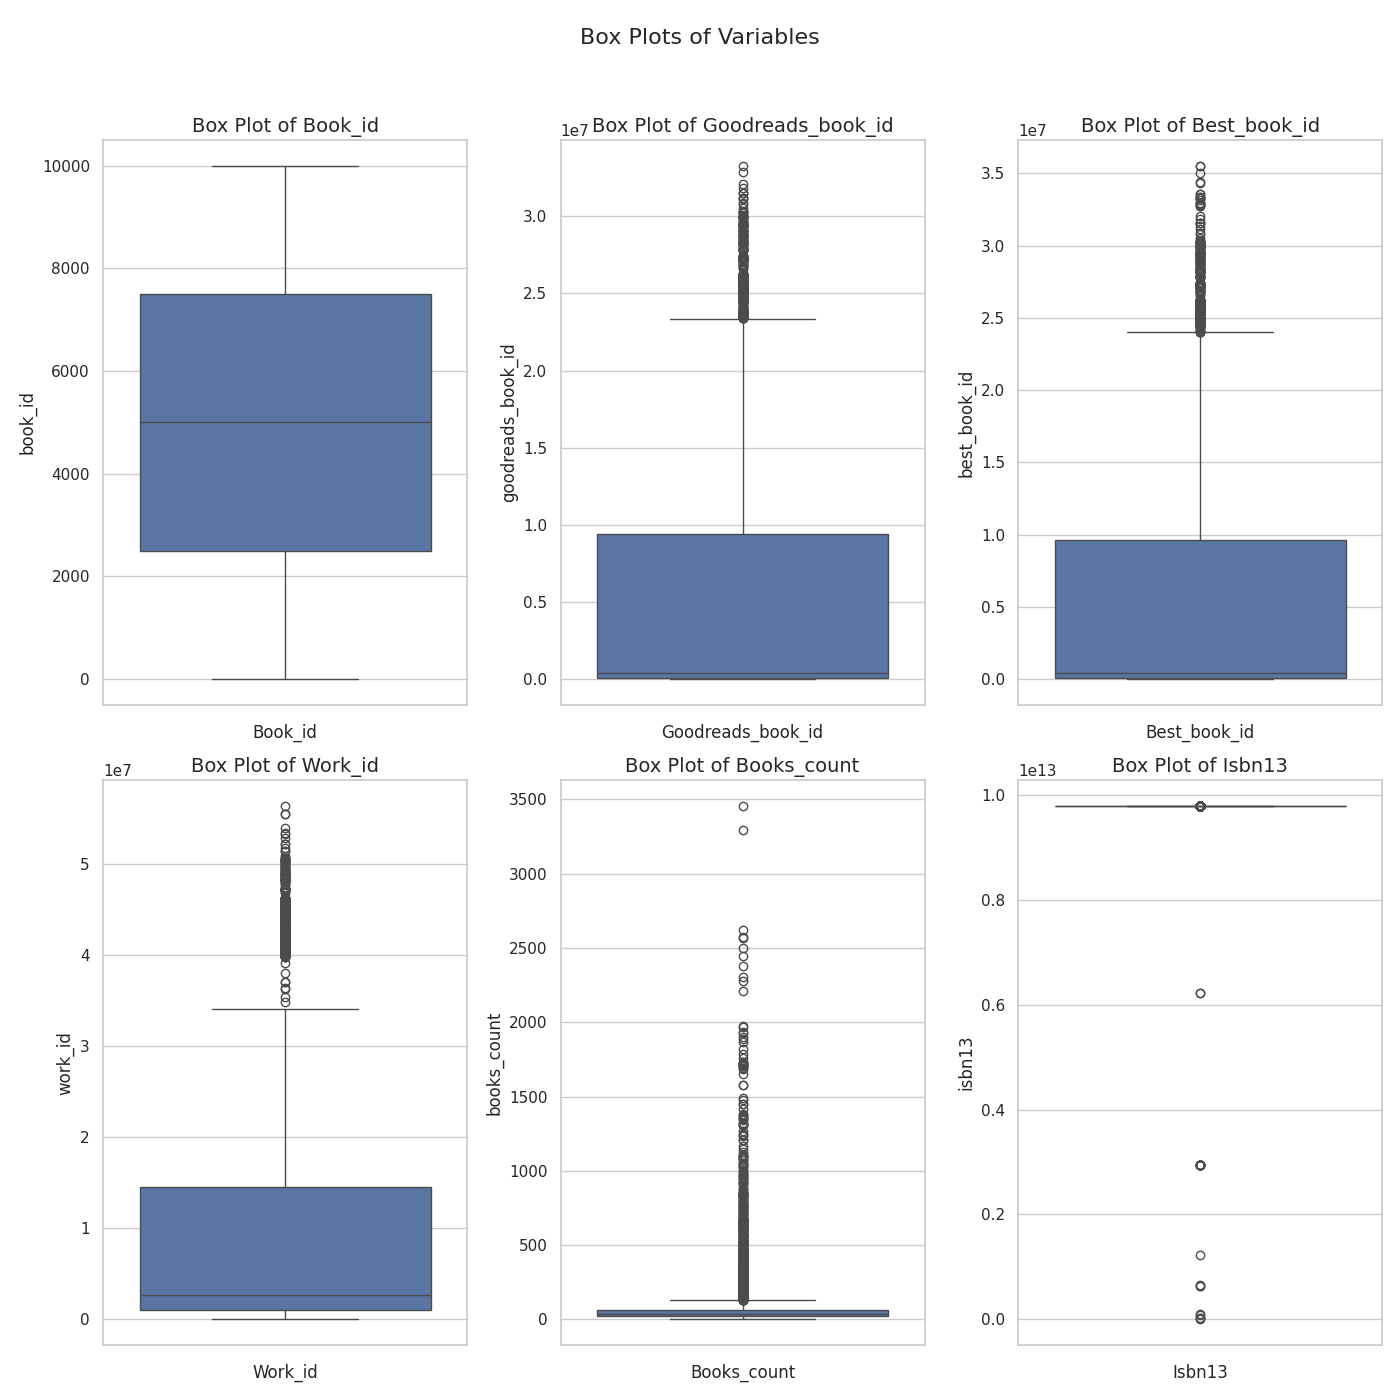 Box Plots of Variables
Box Plot of Book_id
10000
8000
6000
4000
2000
0
book_id
Book_id
1e7
Box Plot of Goodreads_book_id
3.0
2.5
2.0
1.5
1.0
0.5
0.0
goodreads_book_id
Goodreads_book_id
1e7
Box Plot of Best_book_id
3.5
3.0
2.5
2.0
1.5
1.0
0.5
0.0
best_book_id
Best_book_id
1e7
Box Plot of Work_id
5
4
3
2
1
0
work_id
Work_id
Box Plot of Books_count
3500
3000
2500
2000
1500
1000
500
0
books_count
Books_count
1e13
Box Plot of Isbn13
1.0
0.8
0.6
0.4
0.2
0.0
isbn13
Isbn13